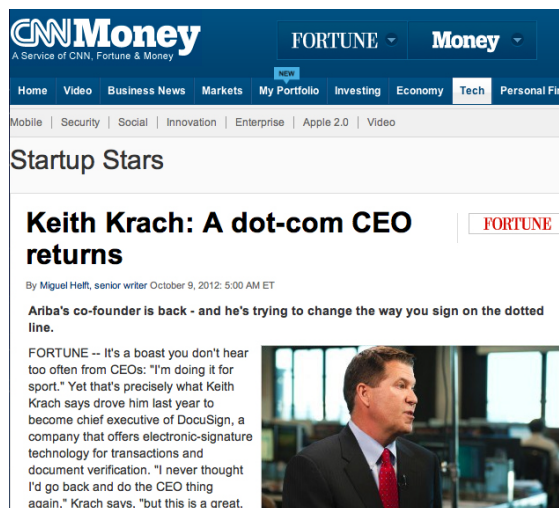 CNNMoney
A Service of CNN, Fortune & Money
FORTUNE
Money
NEW
Home Video Business News Markets My Portfolio Investing Economy Tech Personal Fi
Mobile | Security | Social | Innovation | Enterprise | Apple 2.0 | Video
Startup Stars
Keith Krach: A dot-com CEO
returns
FORTUNE
By Miguel Helft, senior writer October 9, 2012: 5:00 AM ET
Ariba's co-founder is back - and he's trying to change the way you sign on the dotted
line.
FORTUNE -- It's a boast you don't hear
too often from CEOs: "I'm doing it for
sport." Yet that's precisely what Keith
Krach says drove him last year to
become chief executive of DocuSign, a
company that offers electronic-signature
technology for transactions and
document verification. "I never thought
I'd go back and do the CEO thing
again," Krach says, "but this is a great,